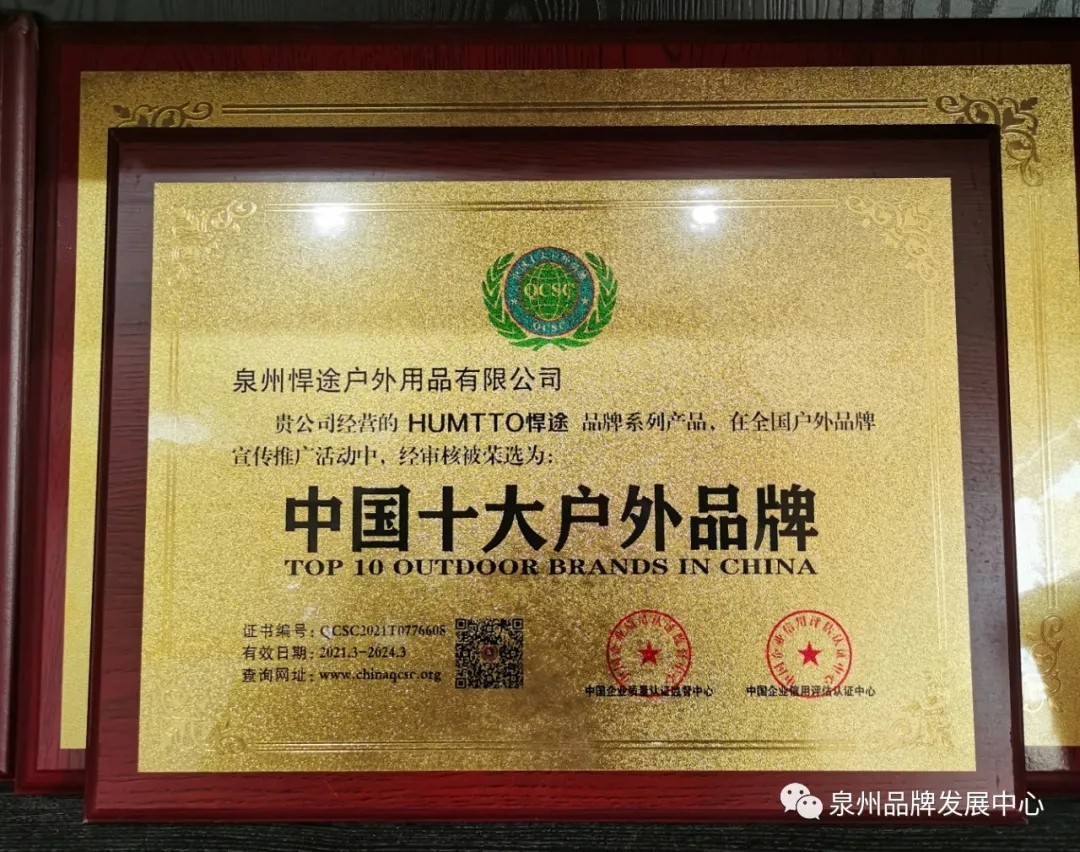 QCSC
QCSC
泉州悍途户外用品有限公司
贵公司经营的 HUMTTO悍途 品牌系列产品，在全国户外品牌
宣传推广活动中，经审核被荣选为：
中国十大户外品牌
TOP 10 OUTDOOR BRANDS IN CHINA
证书编号：QCSC2021T0776608
有效日期：2021.3-2024.3
查询网址：www.chinaqcsc.org
中国企业质量认证监督中心
中国企业信用评估认证中心
泉州品牌发展中心